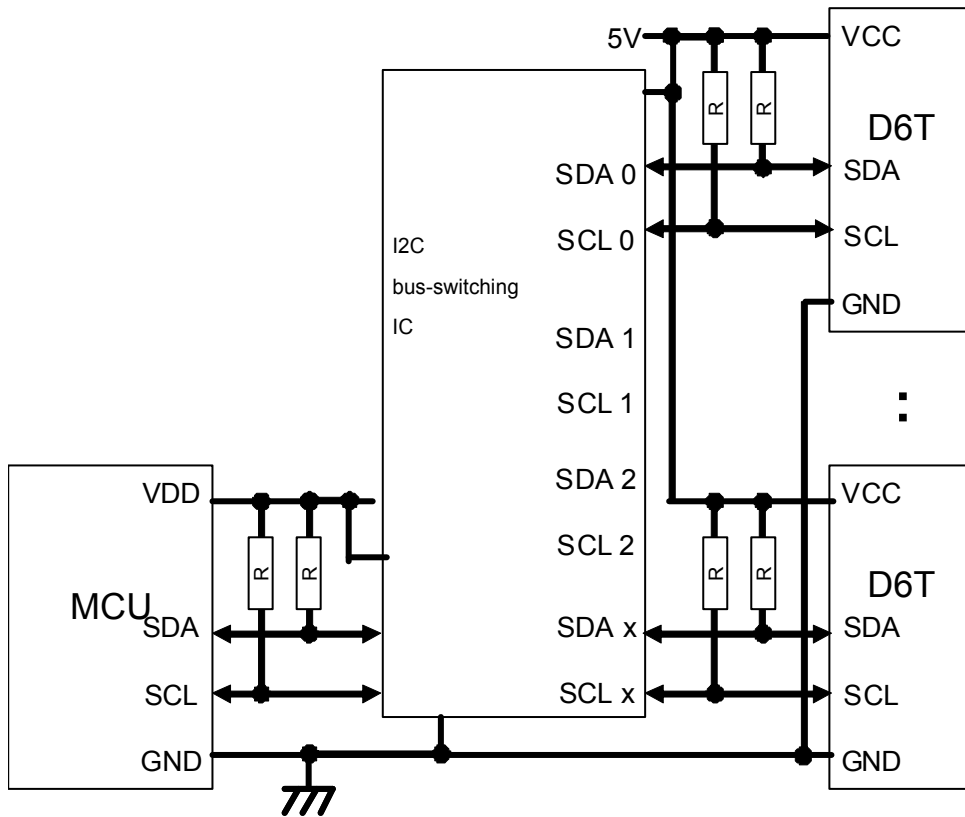 5V
VCC
R
R
D6T
SDA 0
SDA
SCL 0
SCL
I2C
bus-switching
IC
GND
SDA 1
:
SCL 1
SDA 2
SCL 2
VDD
VCC
R
R
R
R
MCU
D6T
SDA
SDA x
SDA
SCL
SCL x
SCL
GND
GND